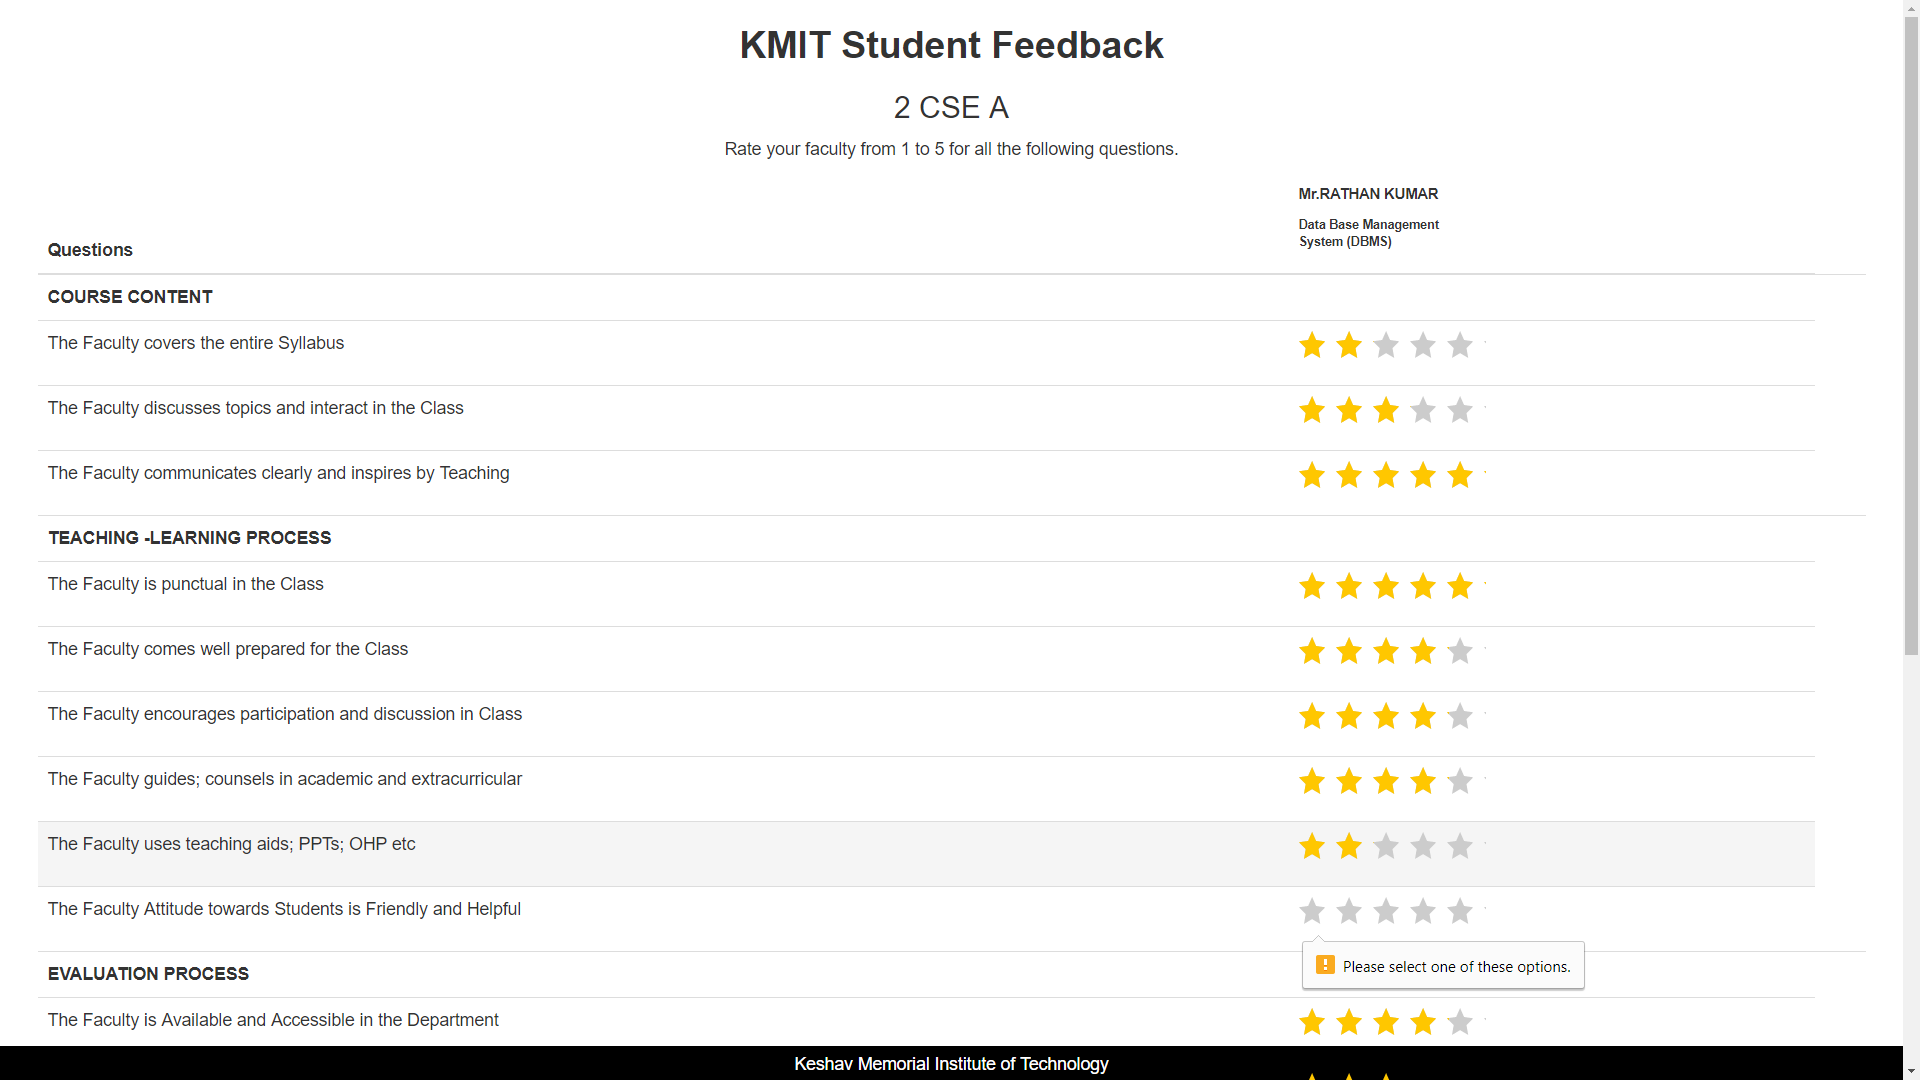 KMIT Student Feedback
2 CSE A
Rate your faculty from 1 to 5 for all the following questions.
Mr.RATHAN KUMAR
Data Base Management
System (DBMS)
Questions
COURSE CONTENT
The Faculty covers the entire Syllabus
The Faculty discusses topics and interact in the Class
The Faculty communicates clearly and inspires by Teaching
TEACHING -LEARNING PROCESS
The Faculty is punctual in the Class
The Faculty comes well prepared for the Class
The Faculty encourages participation and discussion in Class
The Faculty guides; counsels in academic and extracurricular
The Faculty uses teaching aids; PPTs; OHP etc
The Faculty Attitude towards Students is Friendly and Helpful
Please select one of these options.
EVALUATION PROCESS
The Faculty is Available and Accessible in the Department
Keshav Memorial Institute of Technology